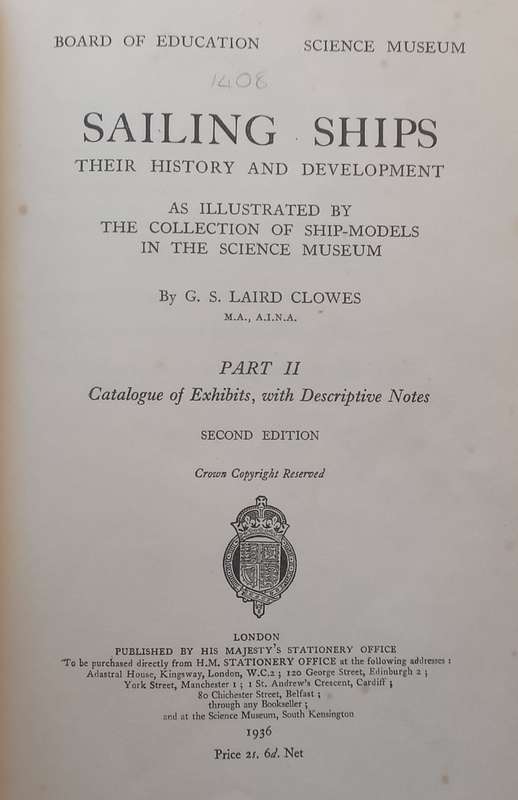 BOARD OF EDUCATION SCIENCE MUSEUM
1408
SAILING SHIPS
THEIR HISTORY AND DEVELOPMENT
AS ILLUSTRATED BY
THE COLLECTION OF SHIP-MODELS
IN THE SCIENCE MUSEUM
By G. S. LAIRD CLOWES
M.A., A.I.N.A.
PART II
Catalogue of Exhibits, with Descriptive Notes
SECOND EDITION
Crown Copyright Reserved
LONDON
PUBLISHED BY HIS MAJESTY'S STATIONERY OFFICE
To be purchased directly from H.M. STATIONERY OFFICE at the following addresses:
Adastral House, Kingsway, London, W.C.2; 120 George Street, Edinburgh 2;
York Street, Manchester 1; 1 St. Andrew's Crescent, Cardiff;
80 Chichester Street, Belfast;
through any Bookseller;
and at the Science Museum, South Kensington
1936
Price 2s. 6d. Net